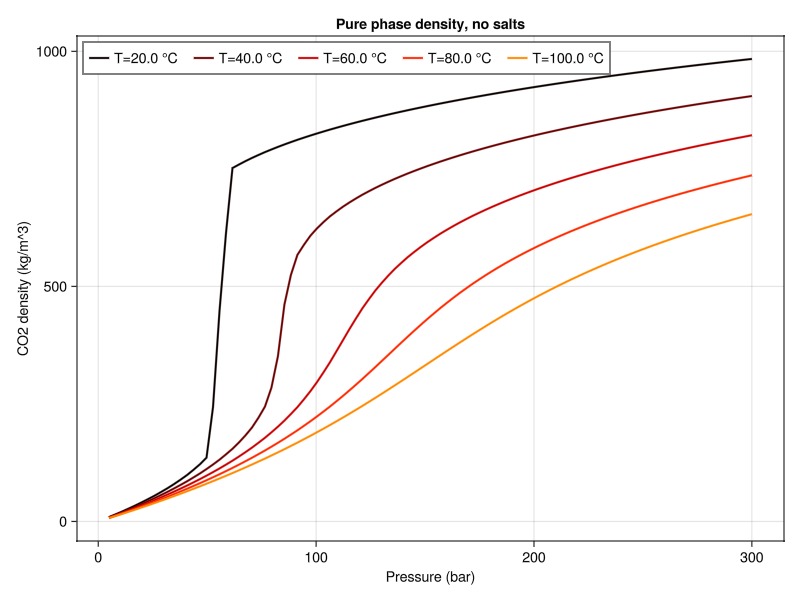 Pure phase density, no salts
T=20.0 °C T=40.0 °C T=60.0 °C T=80.0 °C T=100.0 °C
CO2 density (kg/m^3)
1000
500
0
0 100 200 300
Pressure (bar)